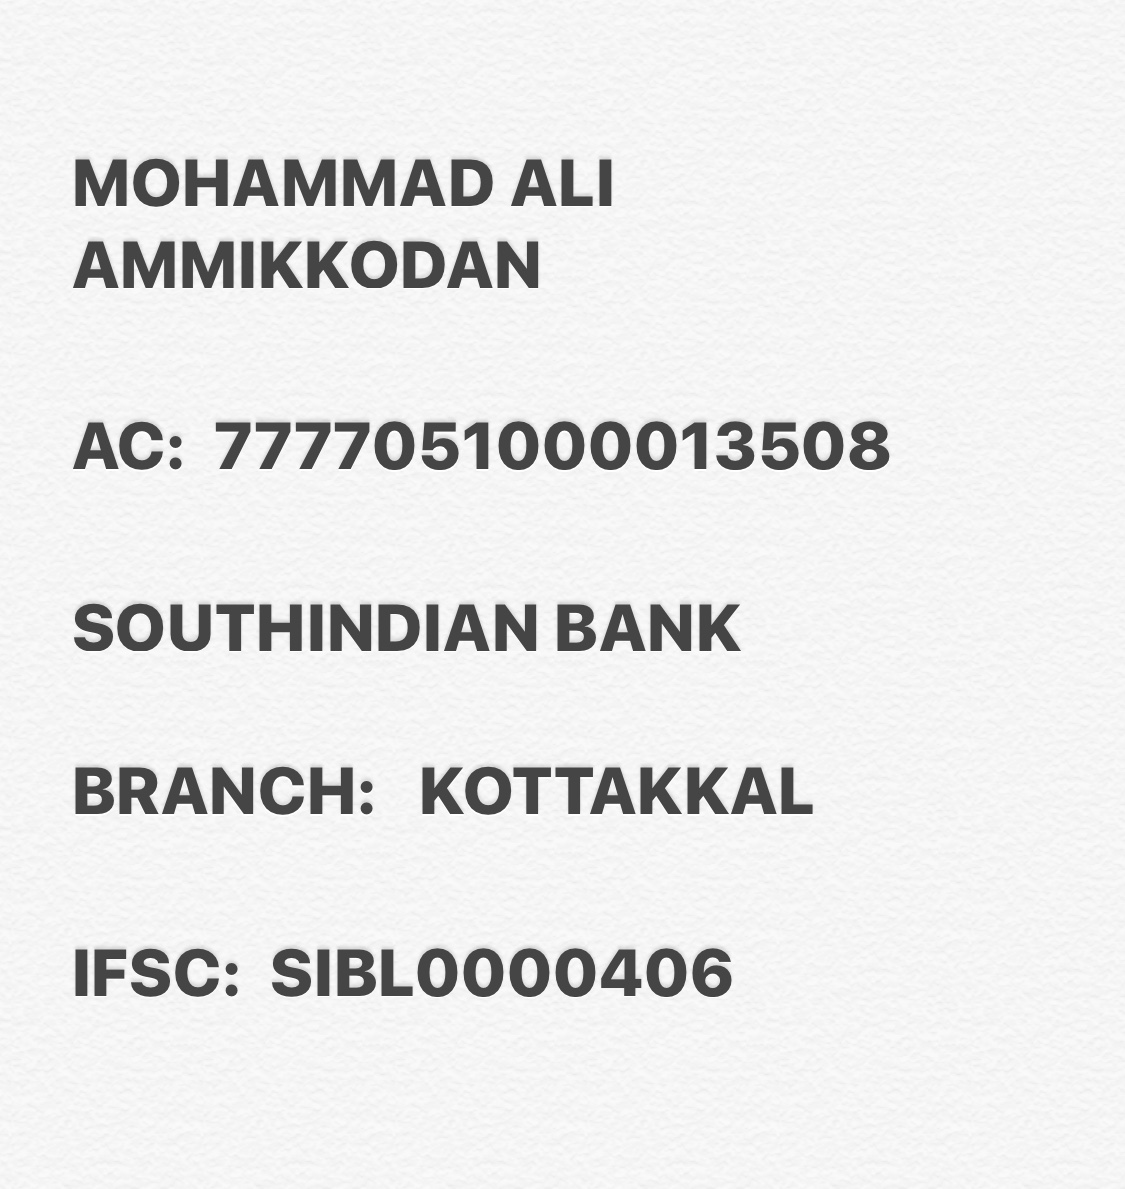 MOHAMMAD ALI
AMMIKKODAN
AC: 7777051000013508
SOUTHINDIAN BANK
BRANCH: KOTTAKKAL
IFSC: SIBL0000406